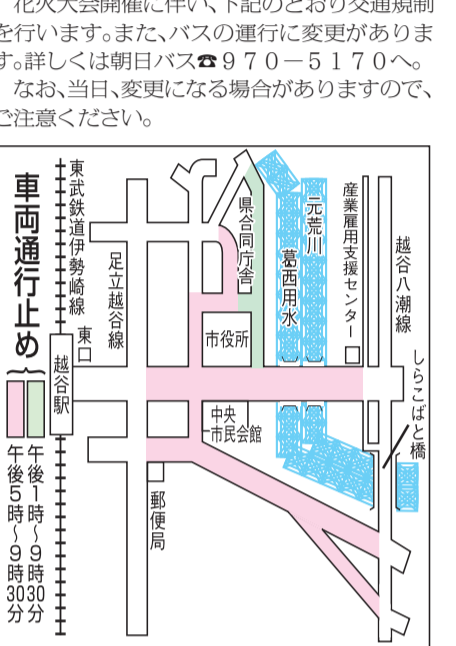 花火大会開催に伴い、下記のとおり交通規制
を行います。また、バスの運行に変更がありま
す。詳しくは朝日バス☎970－5170へ。
なお、当日、変更になる場合がありますので、
ご注意ください。
越谷八潮線
しらこばと橋
産業雇用支援センター
元荒川
葛西用水
県合同庁舎
市役所
中央
市民会館
郵便局
足立越谷線
東武鉄道伊勢崎線
東口
越谷駅
車両通行止め
午後1時～9時30分
午後5時～9時30分